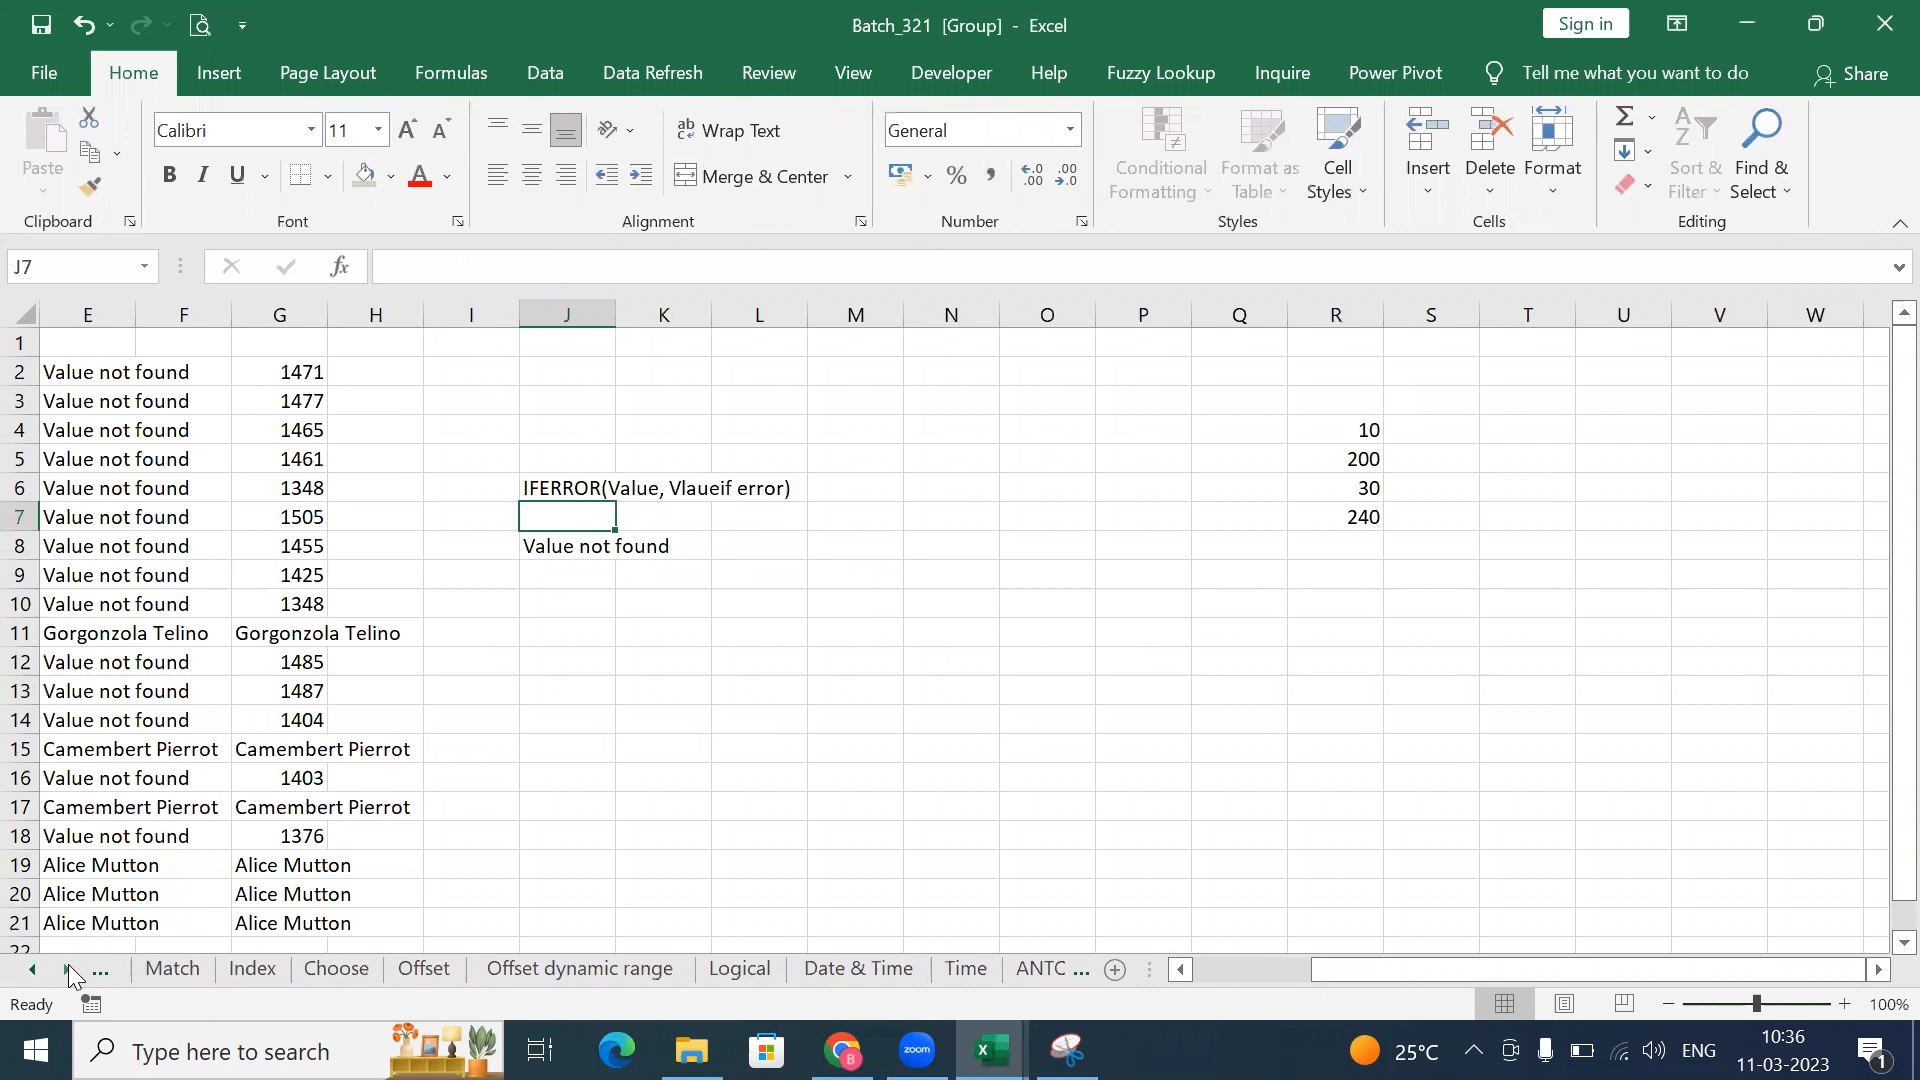 Batch_321 [Group] - Excel
Sign in
File Home Insert Page Layout Formulas Data Data Refresh Review View Developer Help Fuzzy Lookup Inquire Power Pivot Tell me what you want to do Share
Paste
Calibri 11
ab Wrap Text
General
Conditional Formatting
Format as Table
Cell Styles
Insert Delete Format
Sort & Filter
Find & Select
B I U A
Merge & Center
% , .00 .00
Clipboard Font Alignment Number Styles Cells Editing
J7 fx
E F G H I J K L M N O P Q R S T U V W
1
2 Value not found 1471
3 Value not found 1477
4 Value not found 1465 10
5 Value not found 1461 200
6 Value not found 1348 IFERROR(Value, Vlaueif error) 30
7 Value not found 1505 240
8 Value not found 1455 Value not found
9 Value not found 1425
10 Value not found 1348
11 Gorgonzola Telino Gorgonzola Telino
12 Value not found 1485
13 Value not found 1487
14 Value not found 1404
15 Camembert Pierrot Camembert Pierrot
16 Value not found 1403
17 Camembert Pierrot Camembert Pierrot
18 Value not found 1376
19 Alice Mutton Alice Mutton
20 Alice Mutton Alice Mutton
21 Alice Mutton Alice Mutton
22
... Match Index Choose Offset Offset dynamic range Logical Date & Time Time ANTC ...
Ready 100%
Type here to search zoom B 25°C ENG 10:36
11-03-2023 1